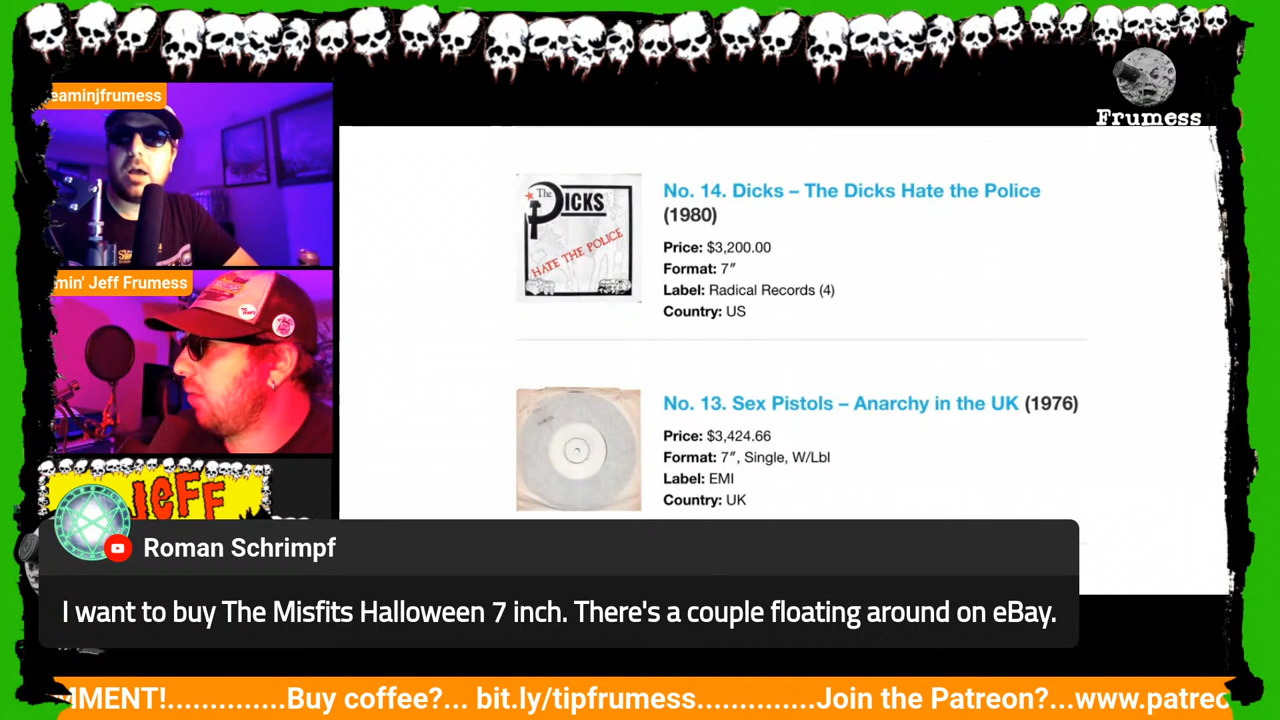 eaminjfrumess
Frumess
The DICKS
HATE THE POLICE
No. 14. Dicks – The Dicks Hate the Police
(1980)
Price: $3,200.00
Format: 7″
Label: Radical Records (4)
Country: US
min' Jeff Frumess
No. 13. Sex Pistols – Anarchy in the UK (1976)
Price: $3,424.66
Format: 7″, Single, W/Lbl
Label: EMI
Country: UK
JEFF
Roman Schrimpf
I want to buy The Misfits Halloween 7 inch. There's a couple floating around on eBay.
MENT!..............Buy coffee?... bit.ly/tipfrumess..............Join the Patreon?...www.patrec